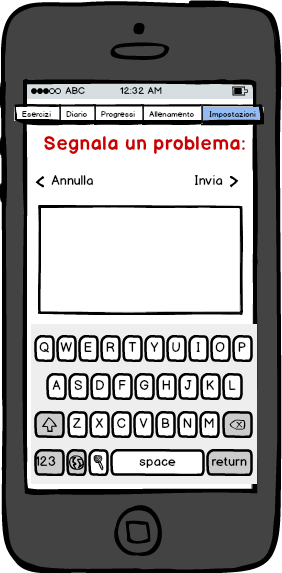 ABC 12:32 AM
Esercizi Diario Progressi Allenamento Impostazioni
Segnala un problema:
< Annulla Invia >
Q W E R T Y U I O P
A S D F G H J K L
Z X C V B N M
123 space return